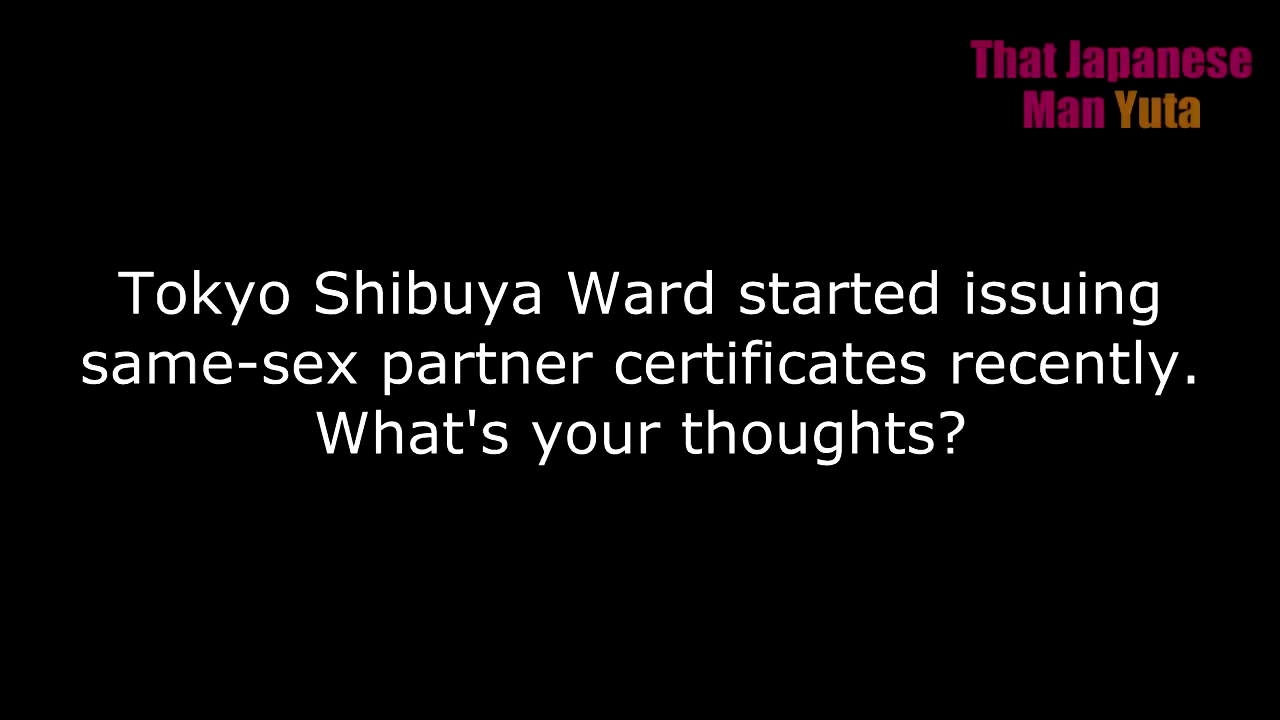 That Japanese
Man Yuta
Tokyo Shibuya Ward started issuing
same-sex partner certificates recently.
What's your thoughts?